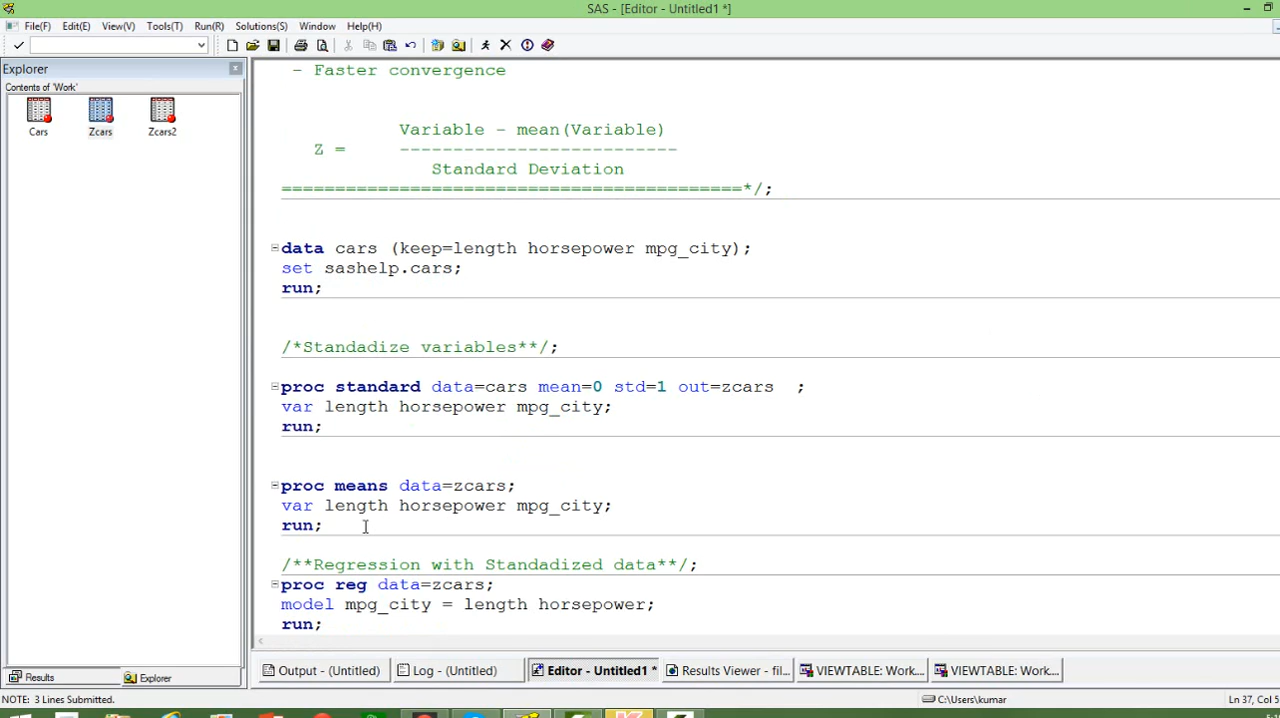 SAS - [Editor - Untitled1 *]
File(F) Edit(E) View(V) Tools(T) Run(R) Solutions(S) Window Help(H)
Explorer
Contents of 'Work'
Cars Zcars Zcars2
- Faster convergence
Variable - mean(Variable)
Z = -------------------------
Standard Deviation
===========================================*/;
data cars (keep=length horsepower mpg_city);
set sashelp.cars;
run;
/*Standadize variables**/;
proc standard data=cars mean=0 std=1 out=zcars ;
var length horsepower mpg_city;
run;
proc means data=zcars;
var length horsepower mpg_city;
run;
/**Regression with Standadized data**/;
proc reg data=zcars;
model mpg_city = length horsepower;
run;
Results Explorer
Output - (Untitled) Log - (Untitled) Editor - Untitled1 * Results Viewer - fil... VIEWTABLE: Work.... VIEWTABLE: Work....
NOTE: 3 Lines Submitted. C:\Users\kumar Ln 37, Col 5